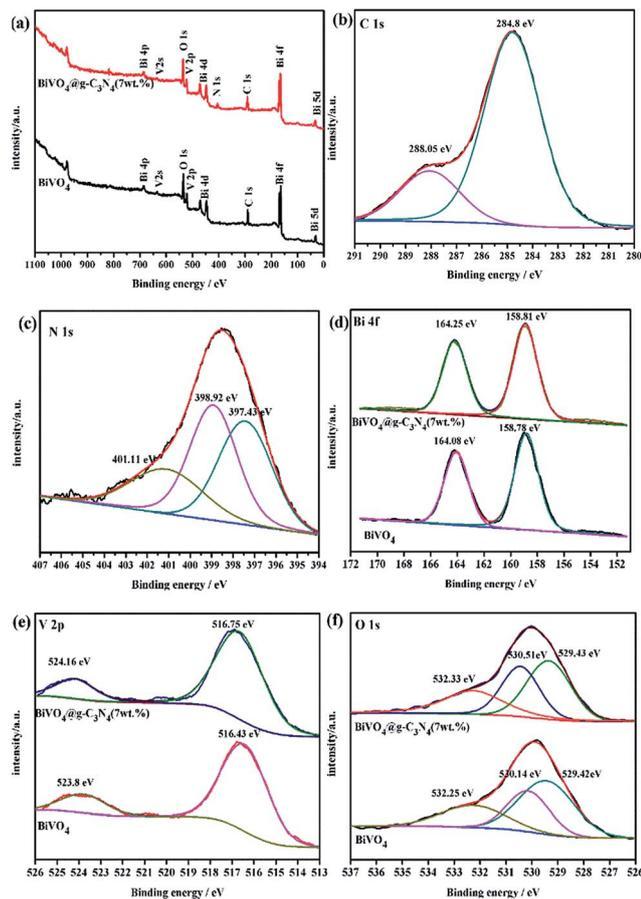 (a)
Bi 4p
V2s
O 1s
V 2p
Bi 4d
N 1s
C 1s
Bi 4f
Bi 5d
BiVO4@g-C3N4(7wt.%)
Bi 4p
V2s
O 1s
V 2p
Bi 4d
C 1s
Bi 4f
Bi 5d
BiVO4
intensity/a.u.
1100 1000 900 800 700 600 500 400 300 200 100 0
Binding energy / eV
(b)
C 1s
284.8 eV
288.05 eV
intensity/a.u.
291 290 289 288 287 286 285 284 283 282 281 280
Binding energy / eV
(c)
N 1s
398.92 eV
397.43 eV
401.11 eV
intensity/a.u.
407 406 405 404 403 402 401 400 399 398 397 396 395 394
Binding energy / eV
(d)
Bi 4f
164.25 eV
158.81 eV
BiVO4@g-C3N4(7wt.%)
164.08 eV
158.78 eV
BiVO4
intensity/a.u.
172 170 168 166 164 162 160 158 156 154 152
Binding energy / eV
(e)
V 2p
516.75 eV
524.16 eV
BiVO4@g-C3N4(7wt.%)
516.43 eV
523.8 eV
BiVO4
intensity/a.u.
526 525 524 523 522 521 520 519 518 517 516 515 514 513
Binding energy / eV
(f)
O 1s
530.51eV
529.43 eV
532.33 eV
BiVO4@g-C3N4(7wt.%)
530.14 eV
529.42eV
532.25 eV
BiVO4
intensity/a.u.
537 536 535 534 533 532 531 530 529 528 527 526
Binding energy / eV